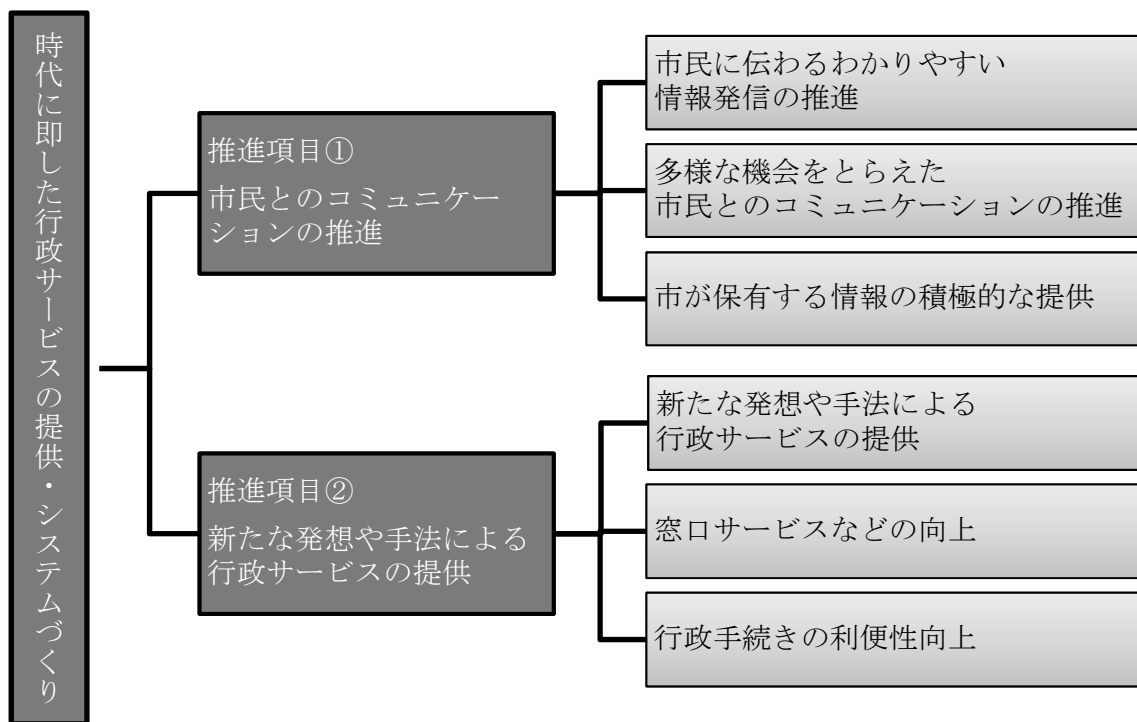 時代に即した行政サービスの提供・システムづくり
推進項目①
市民とのコミュニケー
ションの推進
市民に伝わるわかりやすい
情報発信の推進
多様な機会をとらえた
市民とのコミュニケーションの推進
市が保有する情報の積極的な提供
推進項目②
新たな発想や手法による
行政サービスの提供
新たな発想や手法による
行政サービスの提供
窓口サービスなどの向上
行政手続きの利便性向上